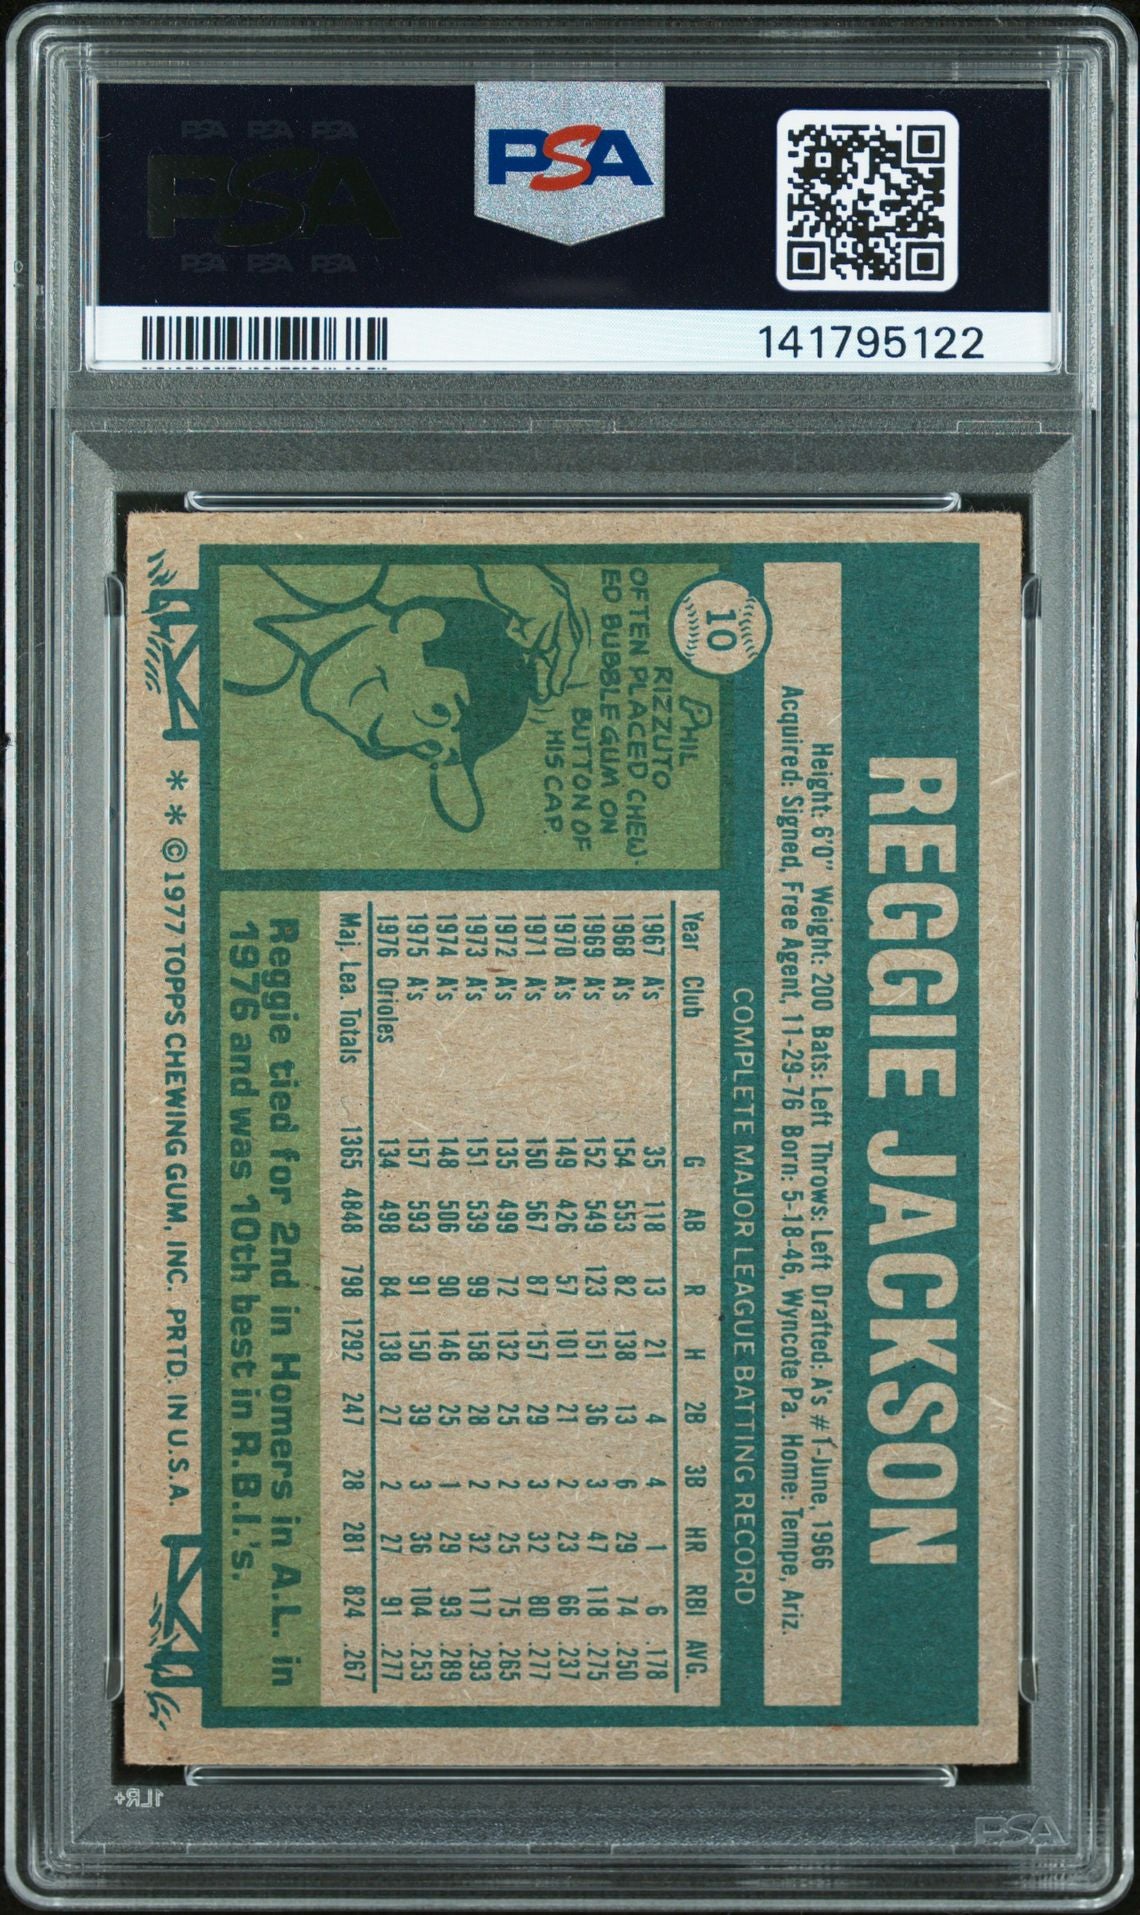 PSA PSA PSA
PSA
PSA PSA PSA
PSA
141795122
REGGIE JACKSON
Height: 6'0" Weight: 200 Bats: Left Throws: Left Drafted: A's #1-June, 1966
Acquired: Signed, Free Agent, 11-29-76 Born: 5-18-46, Wyncote Pa. Home: Tempe, Ariz.
10
COMPLETE MAJOR LEAGUE BATTING RECORD
PHIL
RIZZUTO
OFTEN PLACED CHEW-
ED BUBBLE GUM ON
BUTTON OF
HIS CAP.
Year Club G AB R H 2B 3B HR RBI AVG.
1967 A's 35 118 13 21 4 4 1 6 .178
1968 A's 154 553 82 138 13 6 29 74 .250
1969 A's 152 549 123 151 36 3 47 118 .275
1970 A's 149 426 57 101 21 2 23 66 .237
1971 A's 150 567 87 157 29 3 32 80 .277
1972 A's 135 499 72 132 25 2 25 75 .265
1973 A's 151 539 99 158 28 2 32 117 .293
1974 A's 148 506 90 146 25 1 29 93 .289
1975 A's 157 593 91 150 39 3 36 104 .253
1976 Orioles 134 498 84 138 27 2 27 91 .277
Maj. Lea. Totals 1365 4848 798 1292 247 28 281 824 .267
Reggie tied for 2nd in Homers in A.L. in
1976 and was 10th best in R.B.I.'s.
* * © 1977 TOPPS CHEWING GUM, INC. PRTD. IN U.S.A.
1LR+
PSA